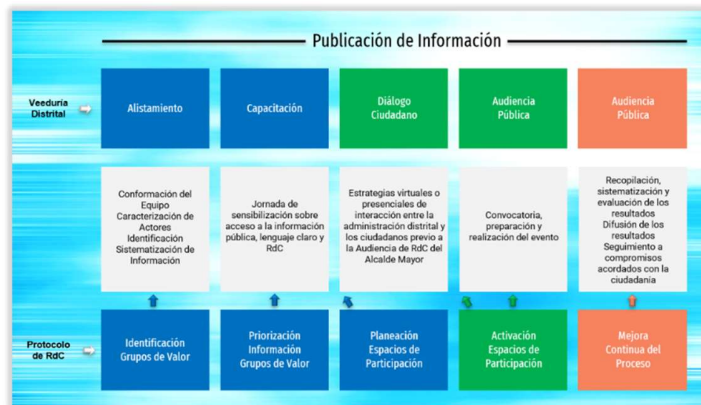 Publicación de Información
Veeduría
Distrital
Alistamiento
Capacitación
Diálogo
Ciudadano
Audiencia
Pública
Audiencia
Pública
Conformación del
Equipo
Caracterización de
Actores
Identificación
Sistematización de
Información
Jornada de
sensibilización sobre
acceso a la información
pública, lenguaje claro y
RdC
Estrategias virtuales o
presenciales de
interacción entre la
administración distrital y
los ciudadanos previo a
la Audiencia de RdC del
Alcalde Mayor
Convocatoria,
preparación y
realización del evento
Recopilación,
sistematización y
evaluación de los
resultados
Difusión de los
resultados
Seguimiento a
compromisos
acordados con la
ciudadanía
Protocolo
de RdC
Identificación
Grupos de Valor
Priorización
Información
Grupos de Valor
Planeación
Espacios de
Participación
Activación
Espacios de
Participación
Mejora
Continua del
Proceso